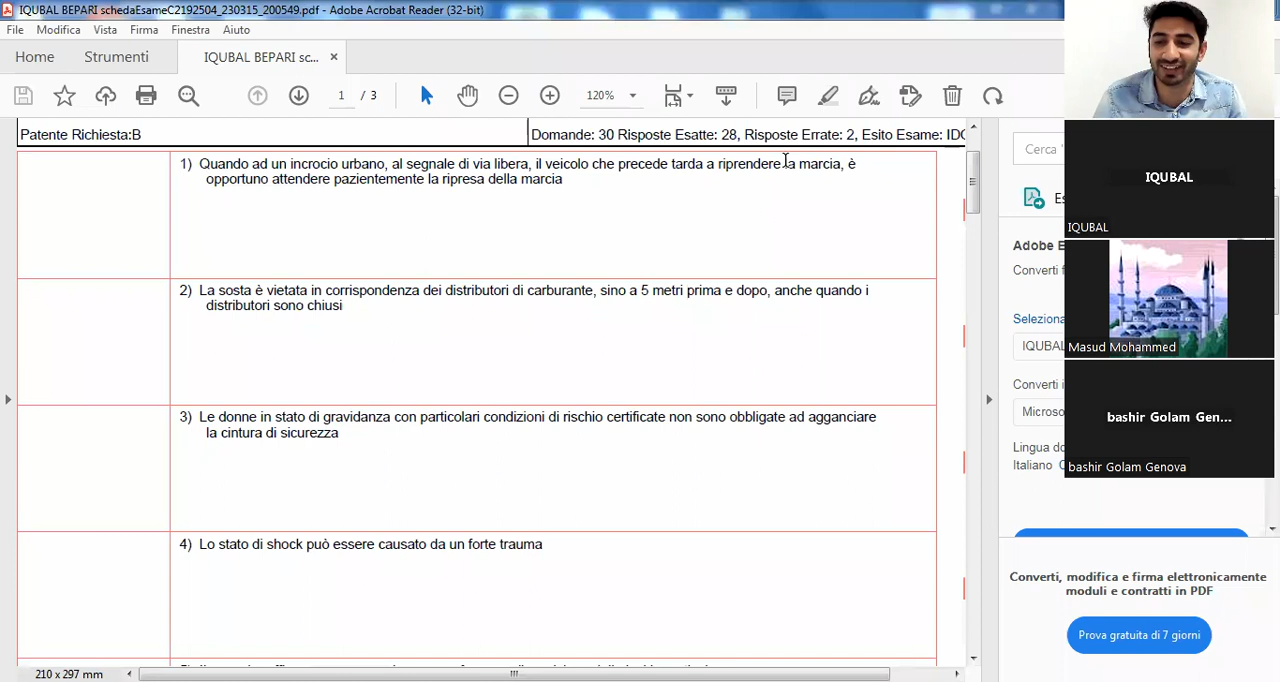 IQUBAL BEPARI schedaEsameC2192504_230315_200549.pdf - Adobe Acrobat Reader (32-bit)
File Modifica Vista Firma Finestra Aiuto
Home Strumenti IQUBAL BEPARI sc... ×
1 / 3 120%
Patente Richiesta:B Domande: 30 Risposte Esatte: 28, Risposte Errate: 2, Esito Esame:
1) Quando ad un incrocio urbano, al segnale di via libera, il veicolo che precede tarda a riprendere la marcia, è
opportuno attendere pazientemente la ripresa della marcia
2) La sosta è vietata in corrispondenza dei distributori di carburante, sino a 5 metri prima e dopo, anche quando i
distributori sono chiusi
3) Le donne in stato di gravidanza con particolari condizioni di rischio certificate non sono obbligate ad agganciare
la cintura di sicurezza
4) Lo stato di shock può essere causato da un forte trauma
210 x 297 mm
Cerca
Adobe E
Converti
Seleziona
IQUBAL
Converti i
Microso
Lingua do
Italiano
Converti, modifica e firma elettronicamente
moduli e contratti in PDF
Prova gratuita di 7 giorni
IQUBAL
IQUBAL
Masud Mohammed
bashir Golam Gen...
bashir Golam Genova